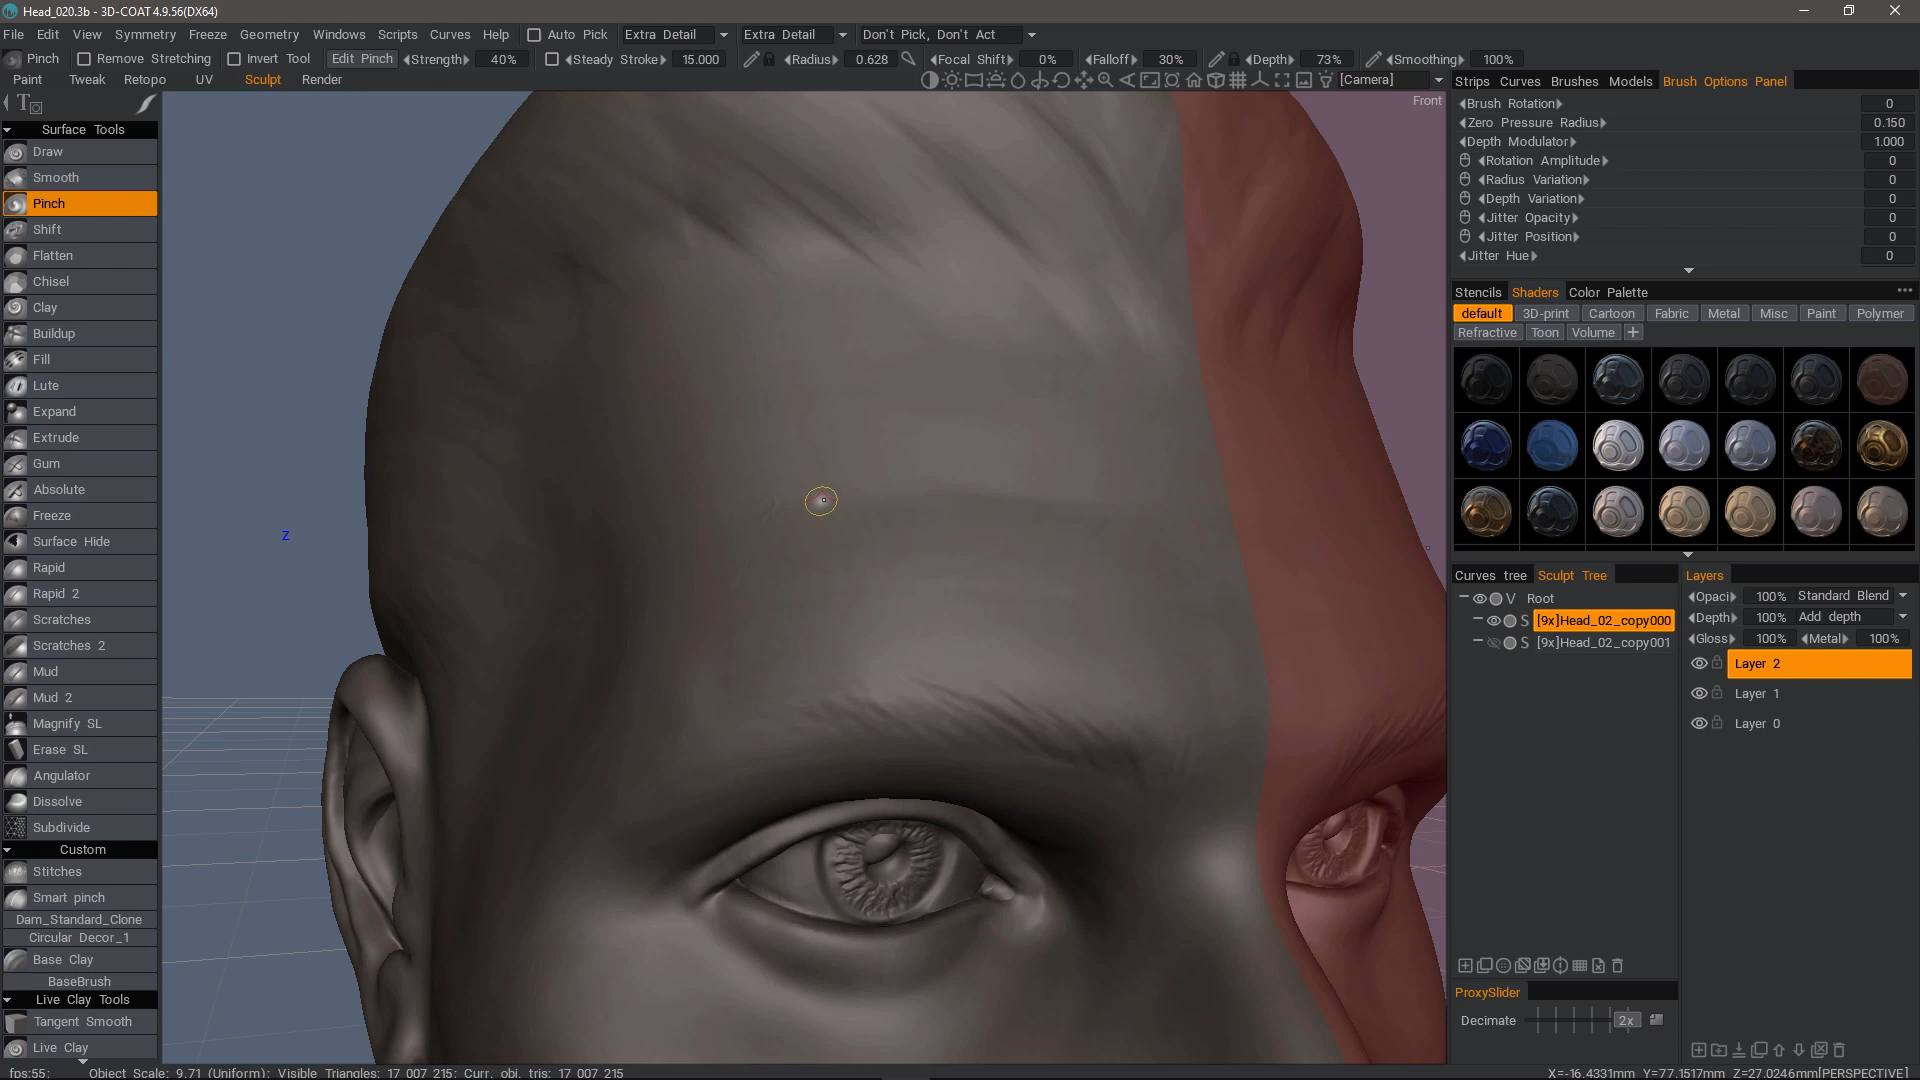 Head_020.3b - 3D-COAT 4.9.56(DX64)
File Edit View Symmetry Freeze Geometry Windows Scripts Curves Help Auto Pick Extra Detail Extra Detail Don't Pick, Don't Act
Pinch Remove Stretching Invert Tool Edit Pinch Strength 40% Steady Stroke 15.000 Radius 0.628 Focal Shift 0% Falloff 30% Depth 73% Smoothing 100%
Paint Tweak Retopo UV Sculpt Render [Camera]
Front
Z
Surface Tools
Draw
Smooth
Pinch
Shift
Flatten
Chisel
Clay
Buildup
Fill
Lute
Expand
Extrude
Gum
Absolute
Freeze
Surface Hide
Rapid
Rapid 2
Scratches
Scratches 2
Mud
Mud 2
Magnify SL
Erase SL
Angulator
Dissolve
Subdivide
Custom
Stitches
Smart pinch
Dam_Standard_Clone
Circular Decor_1
Base Clay
BaseBrush
Live Clay Tools
Tangent Smooth
Live Clay
Strips Curves Brushes Models Brush Options Panel
Brush Rotation 0
Zero Pressure Radius 0.150
Depth Modulator 1.000
Rotation Amplitude 0
Radius Variation 0
Depth Variation 0
Jitter Opacity 0
Jitter Position 0
Jitter Hue 0
Stencils Shaders Color Palette
default 3D-print Cartoon Fabric Metal Misc Paint Polymer
Refractive Toon Volume +
Curves tree Sculpt Tree
V Root
S [9x]Head_02_copy000
S [9x]Head_02_copy001
ProxySlider
Decimate 2x
Layers
Opaci 100% Standard Blend
Depth 100% Add depth
Gloss 100% Metal 100%
Layer 2
Layer 1
Layer 0
fps:55; Object Scale: 9.71 (Uniform); Visible Triangles: 17 007 215; Curr. obj. tris: 17 007 215
X=-16.4331mm Y=77.1517mm Z=27.0246mm[PERSPECTIVE]